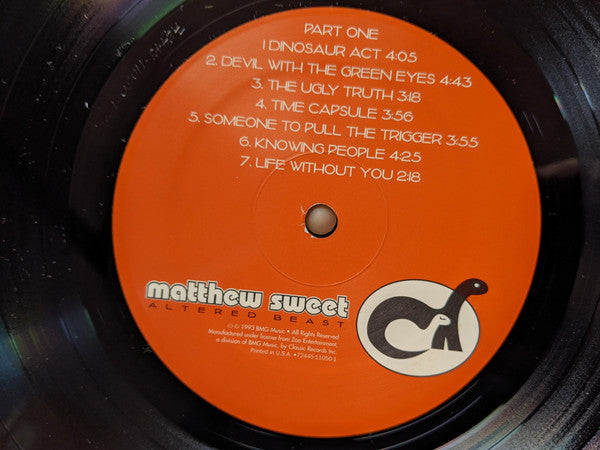 PART ONE
1 DINOSAUR ACT 4:05
2. DEVIL WITH THE GREEN EYES 4:43
3. THE UGLY TRUTH 3:18
4. TIME CAPSULE 3:56
5. SOMEONE TO PULL THE TRIGGER 3:55
6. KNOWING PEOPLE 4:25
7. LIFE WITHOUT YOU 2:18
matthew sweet
ALTERED BEAST
℗ © 1993 BMG Music • All Rights Reserved
Manufactured under license from Zoo Entertainment
a division of BMG Music, by Classic Records Inc.
Printed in U.S.A. •72445-11050-1